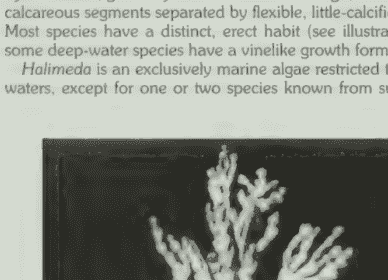 calcareous segments separated by flexible, little-calcifi
Most species have a distinct, erect habit (see illustra
some deep-water species have a vinelike growth form
Halimeda is an exclusively marine algae restricted t
waters, except for one or two species known from su